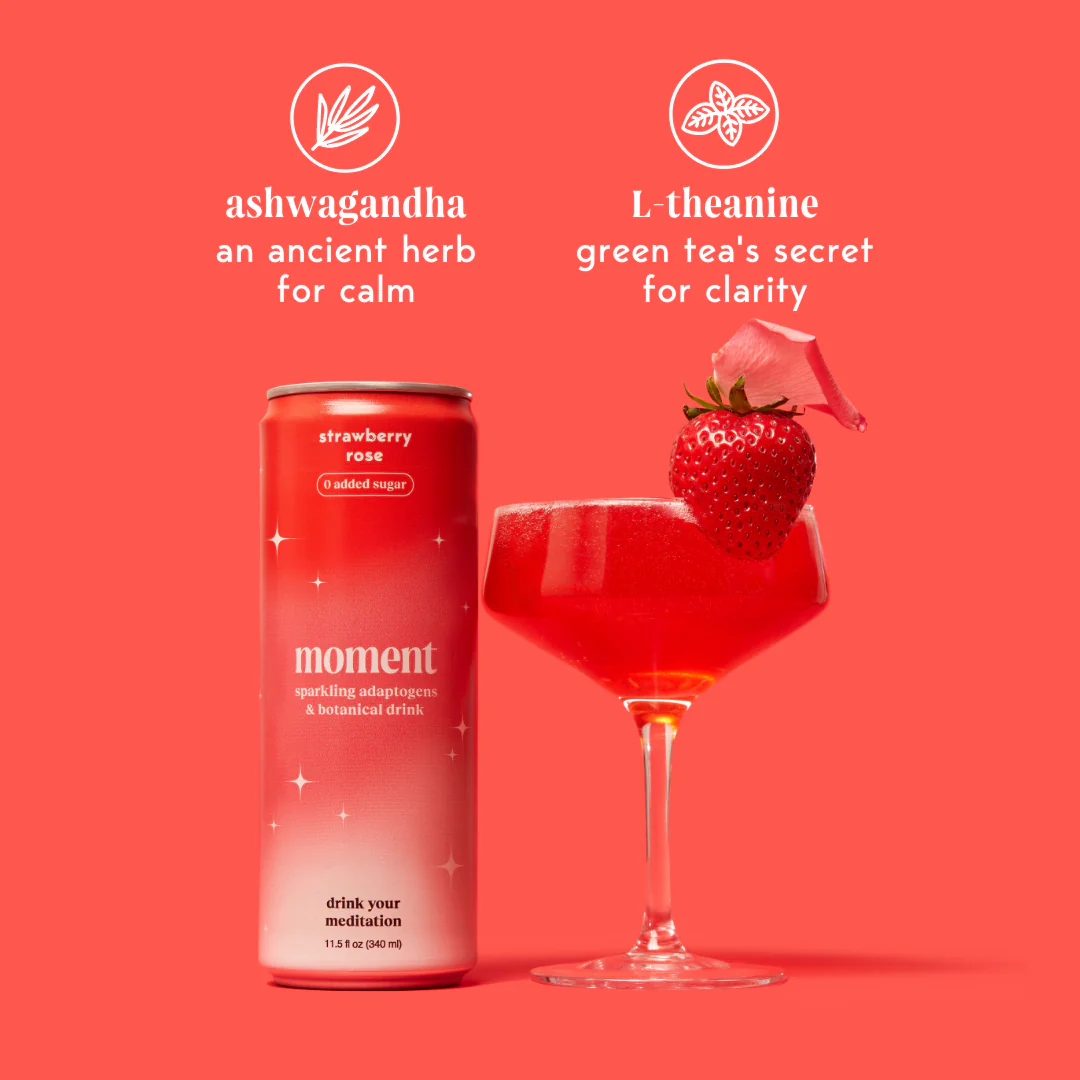 ashwagandha
an ancient herb
for calm
L-theanine
green tea's secret
for clarity
strawberry
rose
0 added sugar
moment
sparkling adaptogens
& botanical drink
drink your
meditation
11.5 fl oz (340 ml)